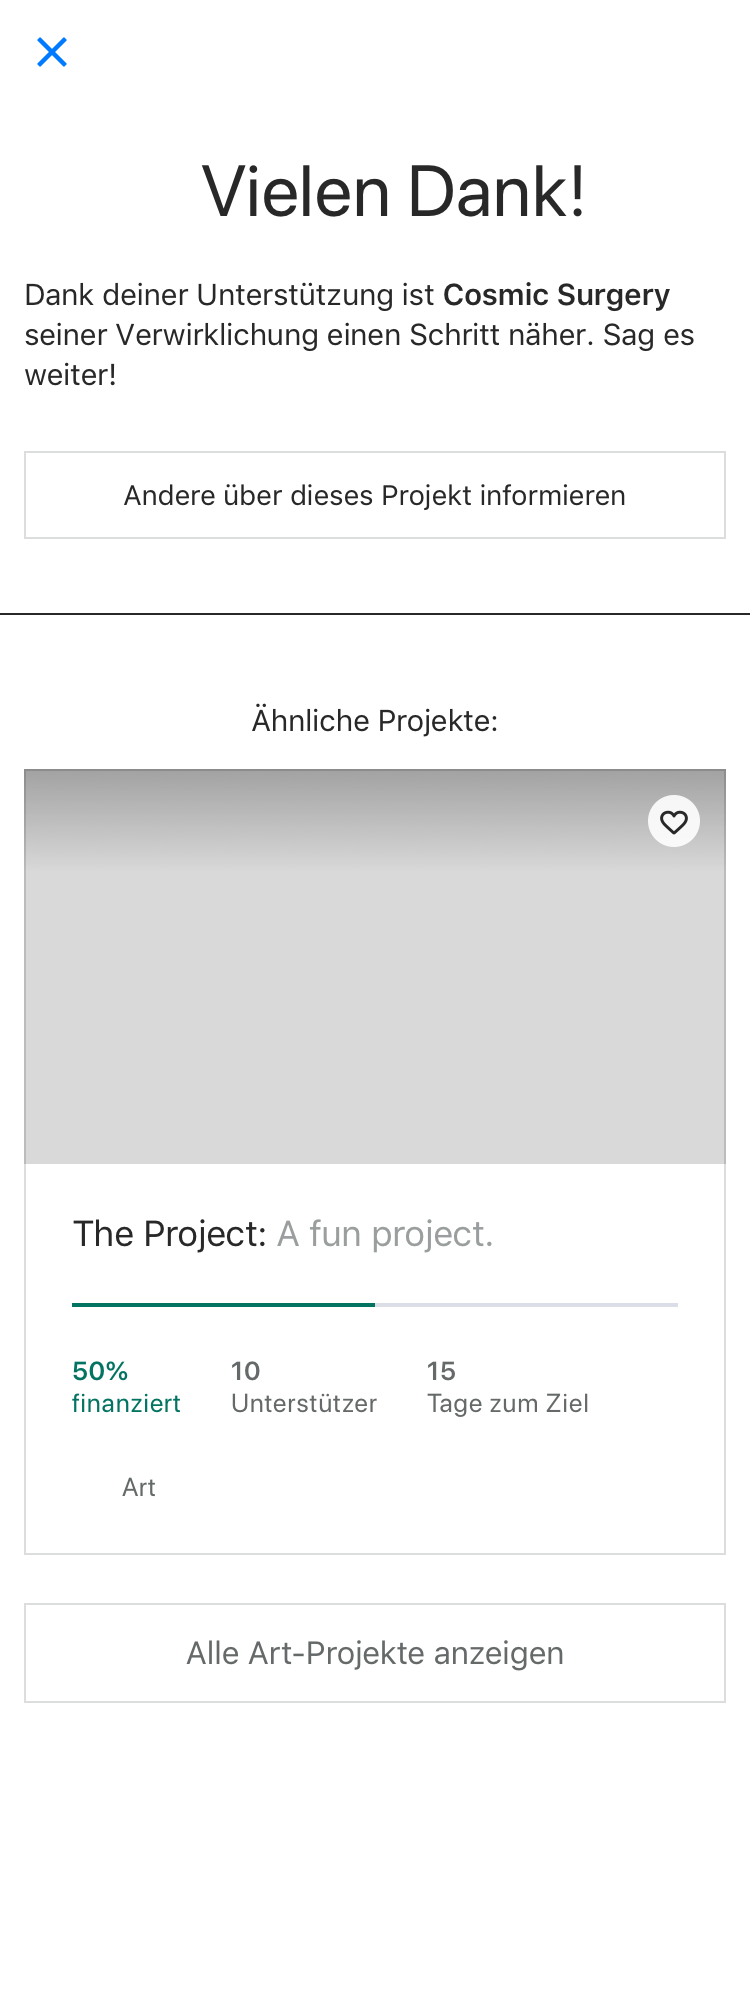 Vielen Dank!
Dank deiner Unterstützung ist Cosmic Surgery
seiner Verwirklichung einen Schritt näher. Sag es
weiter!
Andere über dieses Projekt informieren
Ähnliche Projekte:
The Project: A fun project.
50%
finanziert
10
Unterstützer
15
Tage zum Ziel
Art
Alle Art-Projekte anzeigen